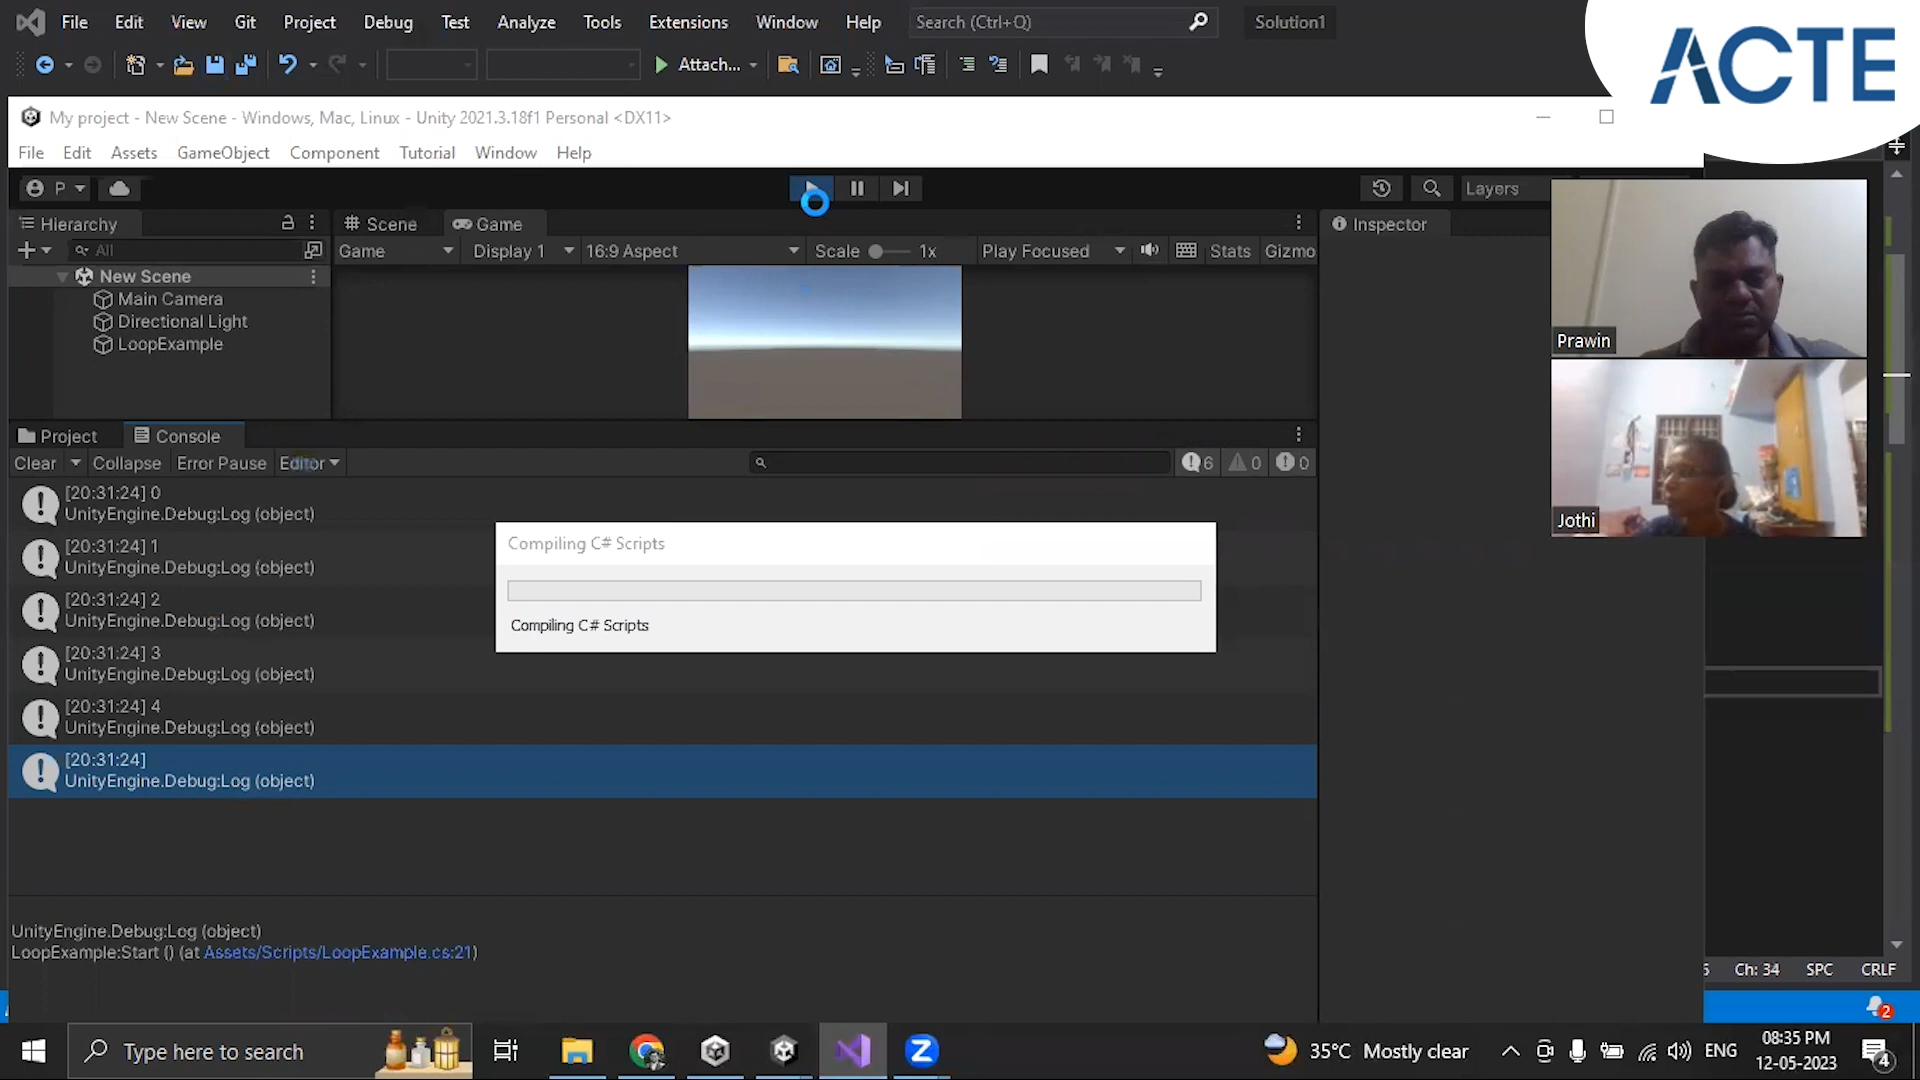 File Edit View Git Project Debug Test Analyze Tools Extensions Window Help Search (Ctrl+Q) Solution1
Attach...
ACTE
My project - New Scene - Windows, Mac, Linux - Unity 2021.3.18f1 Personal <DX11>
File Edit Assets GameObject Component Tutorial Window Help
P Layers
Hierarchy Scene Game Inspector
All Game Display 1 16:9 Aspect Scale 1x Play Focused Stats Gizmo
New Scene
Main Camera
Directional Light
LoopExample
Prawin
Jothi
Project Console
Clear Collapse Error Pause Editor 6 0 0
[20:31:24] 0
UnityEngine.Debug:Log (object)
[20:31:24] 1
UnityEngine.Debug:Log (object)
[20:31:24] 2
UnityEngine.Debug:Log (object)
[20:31:24] 3
UnityEngine.Debug:Log (object)
[20:31:24] 4
UnityEngine.Debug:Log (object)
[20:31:24]
UnityEngine.Debug:Log (object)
Compiling C# Scripts
Compiling C# Scripts
UnityEngine.Debug:Log (object)
LoopExample:Start () (at Assets/Scripts/LoopExample.cs:21)
Ch: 34 SPC CRLF
2
Type here to search 35°C Mostly clear ENG 08:35 PM
12-05-2023
4